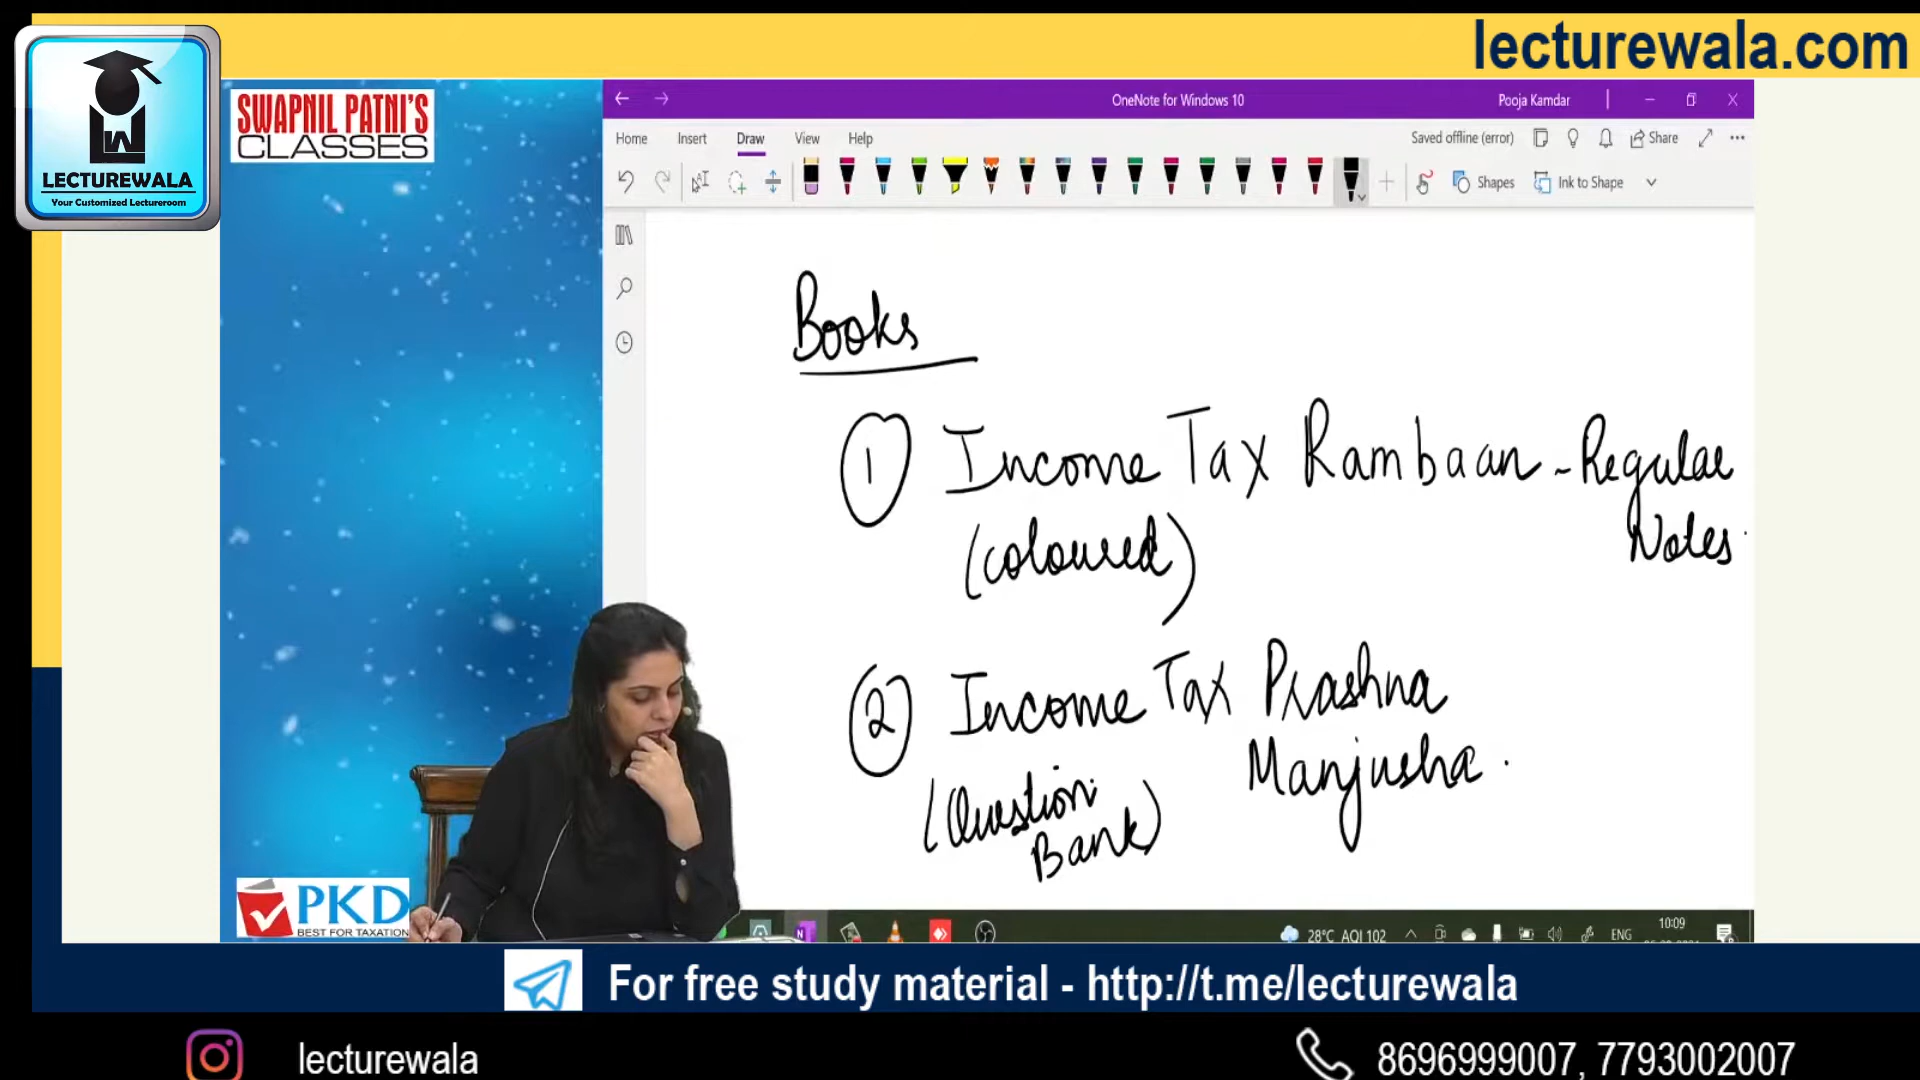 lecturewala.com
LW
LECTUREWALA
Your Customized Lectureroom
SWAPNIL PATNI'S
CLASSES
OneNote for Windows 10
Pooja Kamdar
Home Insert Draw View Help
Saved offline (error)
Share
Shapes
Ink to Shape
Books
1 Income Tax Rambaan - Regular
(coloured)
Notes.
2 Income Tax Prashna
Manjusha.
(Question
Bank)
PKD
BEST FOR TAXATION
28°C AQI 102
ENG
10:09
For free study material - http://t.me/lecturewala
lecturewala
8696999007, 7793002007